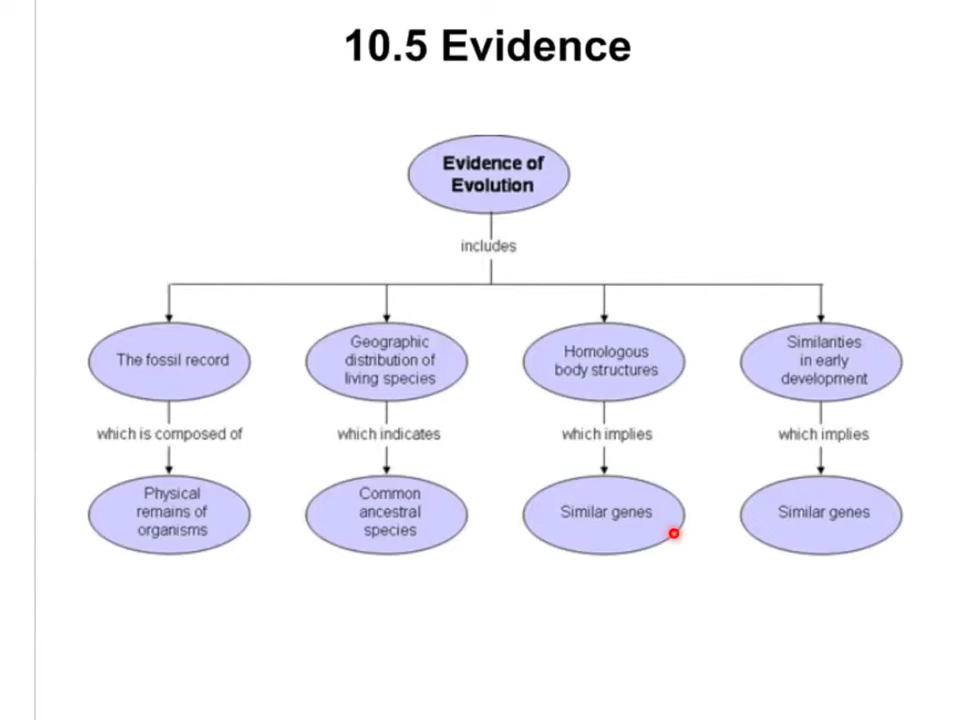 10.5 Evidence
Evidence of
Evolution
includes
The fossil record
Geographic
distribution of
living species
Homologous
body structures
Similarities
in early
development
which is composed of
which indicates
which implies
which implies
Physical
remains of
organisms
Common
ancestral
species
Similar genes
Similar genes